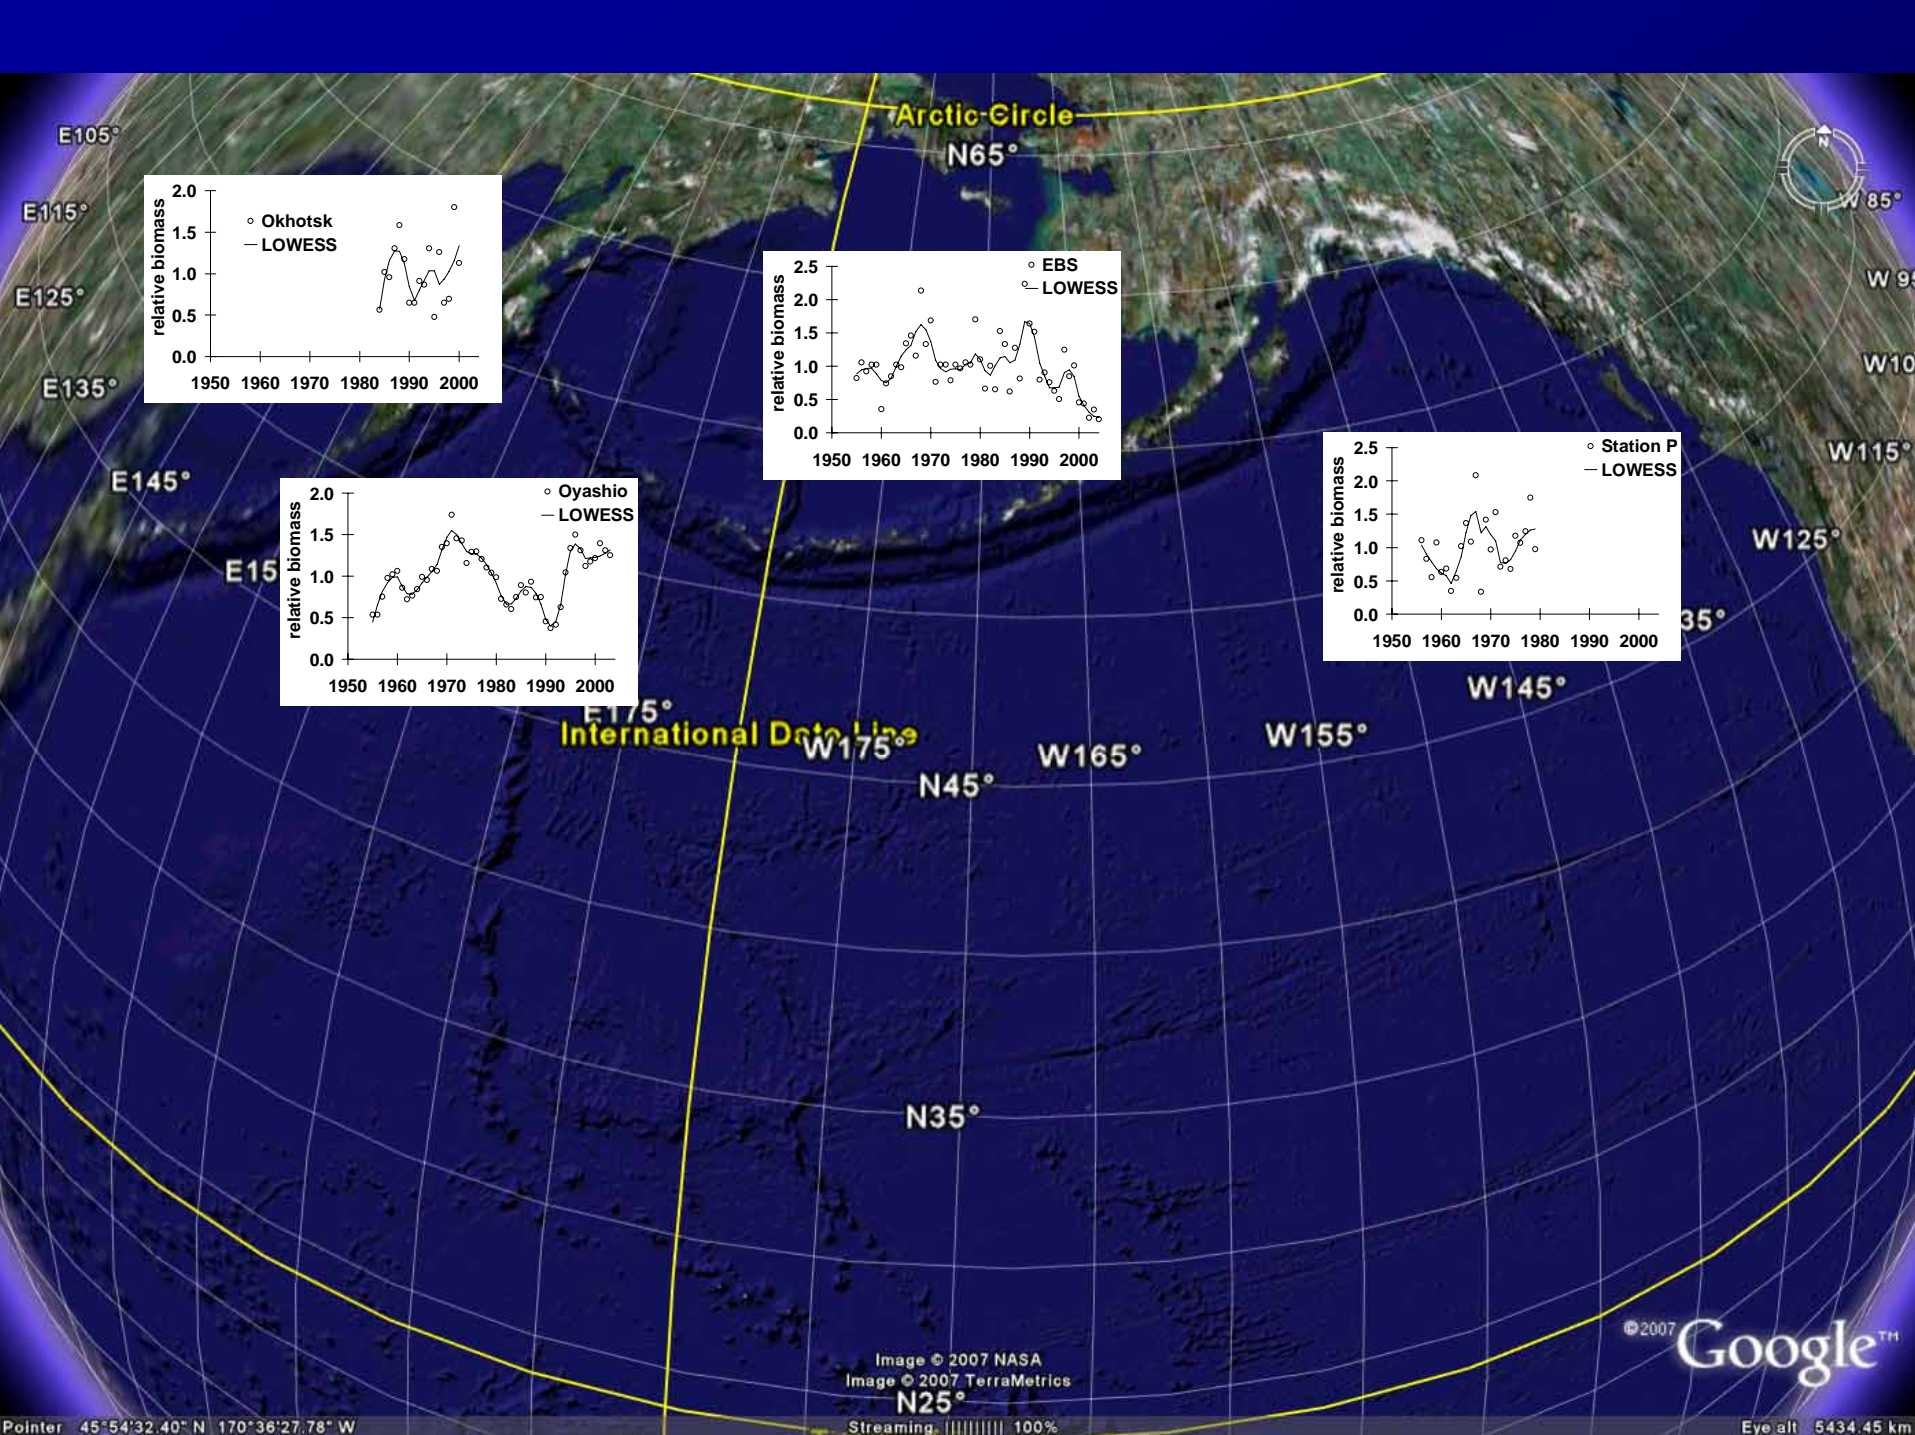 Arctic Circle
N65°
E105°
E115°
E125°
E135°
E145°
E15
W 85°
W 9
W10
W115°
W125°
35°
W145°
W155°
W165°
W175°
E175°
International Date Line
N45°
N35°
N25°
2.0
1.5
1.0
0.5
0.0
relative biomass
Okhotsk
LOWESS
1950 1960 1970 1980 1990 2000
2.5
2.0
1.5
1.0
0.5
0.0
relative biomass
EBS
LOWESS
1950 1960 1970 1980 1990 2000
2.5
2.0
1.5
1.0
0.5
0.0
relative biomass
Station P
LOWESS
1950 1960 1970 1980 1990 2000
2.0
1.5
1.0
0.5
0.0
relative biomass
Oyashio
LOWESS
1950 1960 1970 1980 1990 2000
N
©2007 Google™
Image © 2007 NASA
Image © 2007 TerraMetrics
Pointer 45°54'32.40" N 170°36'27.78" W
Streaming |||||||||| 100%
Eye alt 5434.45 km